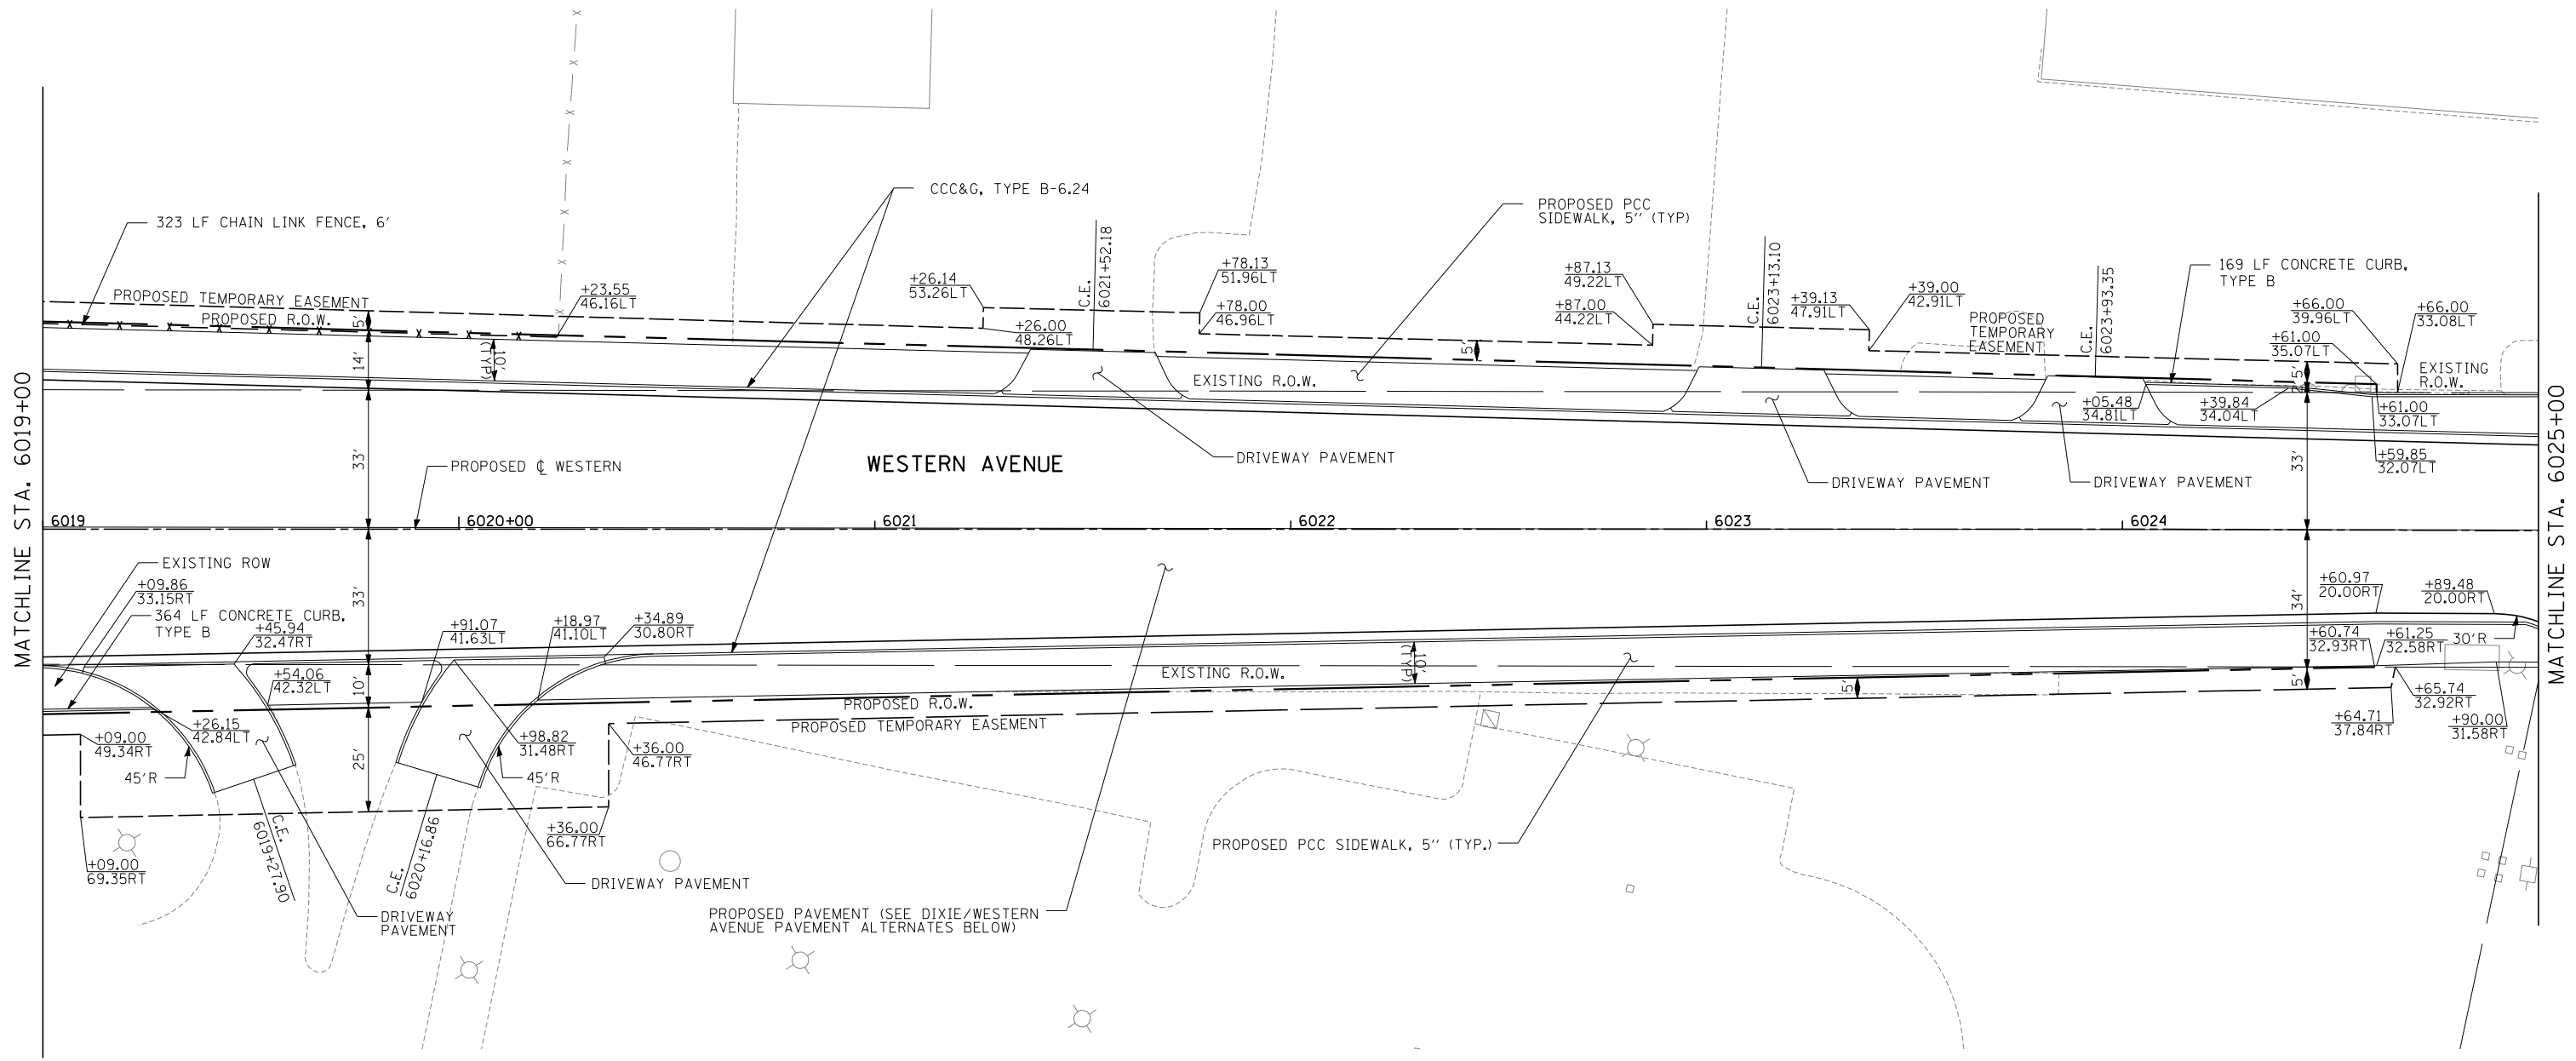 CCC&G, TYPE B-6.24
323 LF CHAIN LINK FENCE, 6'
PROPOSED PCC
SIDEWALK, 5'' (TYP)
C.E.
6021+52.18
C.E.
6023+13.10
C.E.
6023+93.35
169 LF CONCRETE CURB,
TYPE B
PROPOSED TEMPORARY EASEMENT
PROPOSED R.O.W.
5'
+23.55
46.16LT
+26.14
53.26LT
+26.00
48.26LT
+78.13
51.96LT
+78.00
46.96LT
5'
+87.13
49.22LT
+87.00
44.22LT
+39.13
47.91LT
+39.00
42.91LT
PROPOSED
TEMPORARY
EASEMENT
+66.00
39.96LT
+66.00
33.08LT
+61.00
35.07LT
5'
2'
EXISTING
R.O.W.
14'
10'
(TYP)
EXISTING R.O.W.
+05.48
34.81LT
+39.84
34.04LT
+61.00
33.07LT
+59.85
32.07LT
MATCHLINE STA. 6019+00
MATCHLINE STA. 6025+00
33'
PROPOSED ℄ WESTERN
WESTERN AVENUE
DRIVEWAY PAVEMENT
DRIVEWAY PAVEMENT
DRIVEWAY PAVEMENT
33'
6019
6020+00
6021
6022
6023
6024
EXISTING ROW
+09.86
33.15RT
364 LF CONCRETE CURB,
TYPE B
+45.94
32.47RT
33'
+91.07
41.63LT
+18.97
41.10LT
+34.89
30.80RT
34'
+60.97
20.00RT
+89.48
20.00RT
+60.74
32.93RT
+61.25
32.58RT
30'R
+54.06
42.32LT
10'
10'
(TYP)
EXISTING R.O.W.
5'
5'
PROPOSED R.O.W.
PROPOSED TEMPORARY EASEMENT
+26.15
42.84LT
+09.00
49.34RT
45'R
25'
+98.82
31.48RT
45'R
+36.00
46.77RT
+65.74
32.92RT
+64.71
37.84RT
+90.00
31.58RT
+36.00
66.77RT
+09.00
69.35RT
C.E.
6019+27.90
C.E.
6020+16.86
PROPOSED PCC SIDEWALK, 5'' (TYP.)
DRIVEWAY PAVEMENT
DRIVEWAY
PAVEMENT
PROPOSED PAVEMENT (SEE DIXIE/WESTERN
AVENUE PAVEMENT ALTERNATES BELOW)